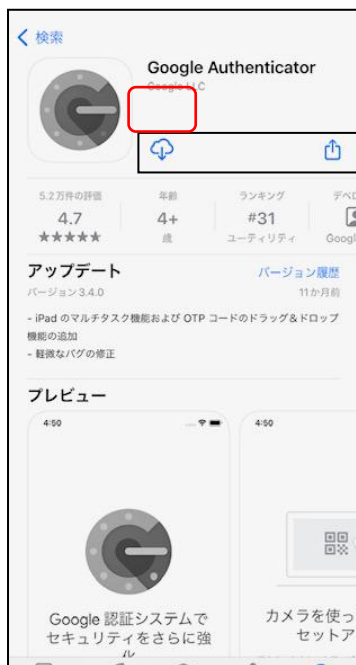 検索
Google Authenticator
Google LLC
5.2万件の評価
年齢
ランキング
4.7
4+
#31
★★★★★
歳
ユーティリティ
Googl
アップデート
バージョン履歴
バージョン 3.4.0
11か月前
- iPad のマルチタスク機能および OTP コードのドラッグ&ドロップ
機能の追加
- 軽微なバグの修正
プレビュー
4:50
4:50
Google 認証システムで
セキュリティをさらに強
カメラを使っ
セットア